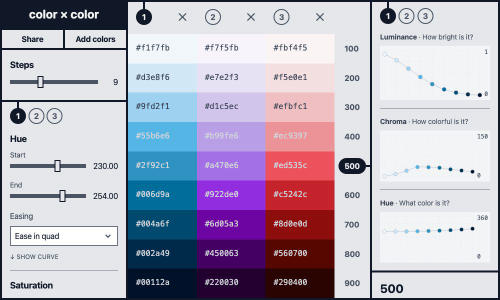 color × color
Share
Add colors
Steps
9
1
2
3
Hue
Start
230.00
End
254.00
Easing
Ease in quad
↓ SHOW CURVE
Saturation
1 × 2 × 3 ×
#f1f7fb #f7f5fb #fbf4f5 100
#d3e8f6 #e7e2f3 #f5e0e1 200
#9fd2f1 #d1c5ec #efbfc1 300
#55b6e6 #b99fe6 #ec9397 400
#2f92c1 #a470e6 #ed535c 500
#006d9a #922de0 #c5242c 600
#004a6f #6d05a3 #8d0e0d 700
#002a49 #450063 #560700 800
#00112a #220030 #290400 900
1 2 3
Luminance · How bright is it?
1
0
Chroma · How colorful is it?
150
0
Hue · What color is it?
360
0
500